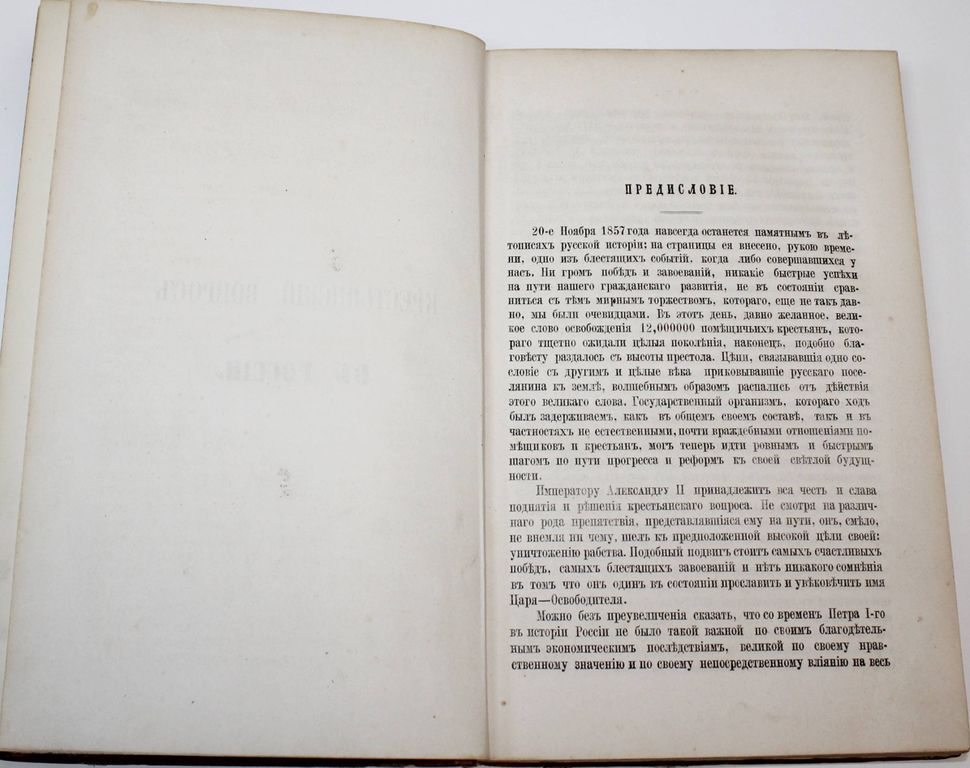 ПРЕДИСЛОВІЕ.
20-е Ноября 1857 года навсегда останется памятнымъ въ лѣ-
тописяхъ русской исторіи; на страницы ея внесено, рукою време-
ни, одно изъ блестящихъ событій, когда либо совершавшихся у
насъ. Ни громъ побѣдъ и завоеваній, никакіе быстрые успѣхи
на пути нашего гражданскаго развитія, не въ состояніи срав-
ниться съ тѣмъ мирнымъ торжествомъ, котораго, еще не такъ дав-
но, мы были очевидцами. Въ этотъ день, давно желанное, вели-
кое слово освобожденія 12,000000 помѣщичьихъ крестьянъ, кото-
раго тщетно ожидали цѣлыя поколѣнія, наконецъ, подобно бла-
говѣсту раздалось съ высоты престола. Цѣпи, связывавшія одно со-
словіе съ другимъ и цѣлые вѣка приковывавшіе русскаго посе-
лянина къ землѣ, волшебнымъ образомъ распались отъ дѣйствія
этого великаго слова. Государственный организмъ, котораго ходъ
былъ задерживаемъ, какъ въ общемъ своемъ составѣ, такъ и въ
частностяхъ не естественными, почти враждебными отношеніями по-
мѣщиковъ и крестьянъ, могъ теперь идти ровнымъ и быстрымъ
шагомъ по пути прогресса и реформъ къ своей свѣтлой будущ-
ности.
Императору Александру II принадлежитъ вся честь и слава
поднятія и рѣшенія крестьянскаго вопроса. Не смотря на различ-
наго рода препятствія, представлявшіяся ему на пути, онъ, смѣло,
не внемля ни чему, шелъ къ предположенной высокой цѣли своей:
уничтоженію рабства. Подобный подвигъ стоитъ самыхъ счастливыхъ
побѣдъ, самыхъ блестящихъ завоеваній и нѣтъ никакого сомнѣнія
въ томъ что онъ одинъ въ состояніи прославить и увѣковѣчить имя
Царя—Освободителя.
Можно безъ преувеличенія сказать, что со временъ Петра I-го
въ исторіи Россіи не было такой важной по своимъ благодѣтель-
нымъ экономическимъ послѣдствіямъ, великой по своему нрав-
ственному значенію и по своему непосредственному вліянію на весь